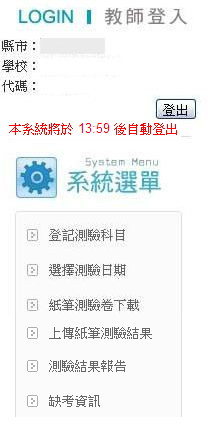 LOGIN 教師登入
縣市：
學校：
代碼：
登出
本系統將於 13:59 後自動登出
System Menu
系統選單
登記測驗科目
選擇測驗日期
紙筆測驗卷下載
上傳紙筆測驗結果
測驗結果報告
缺考資訊